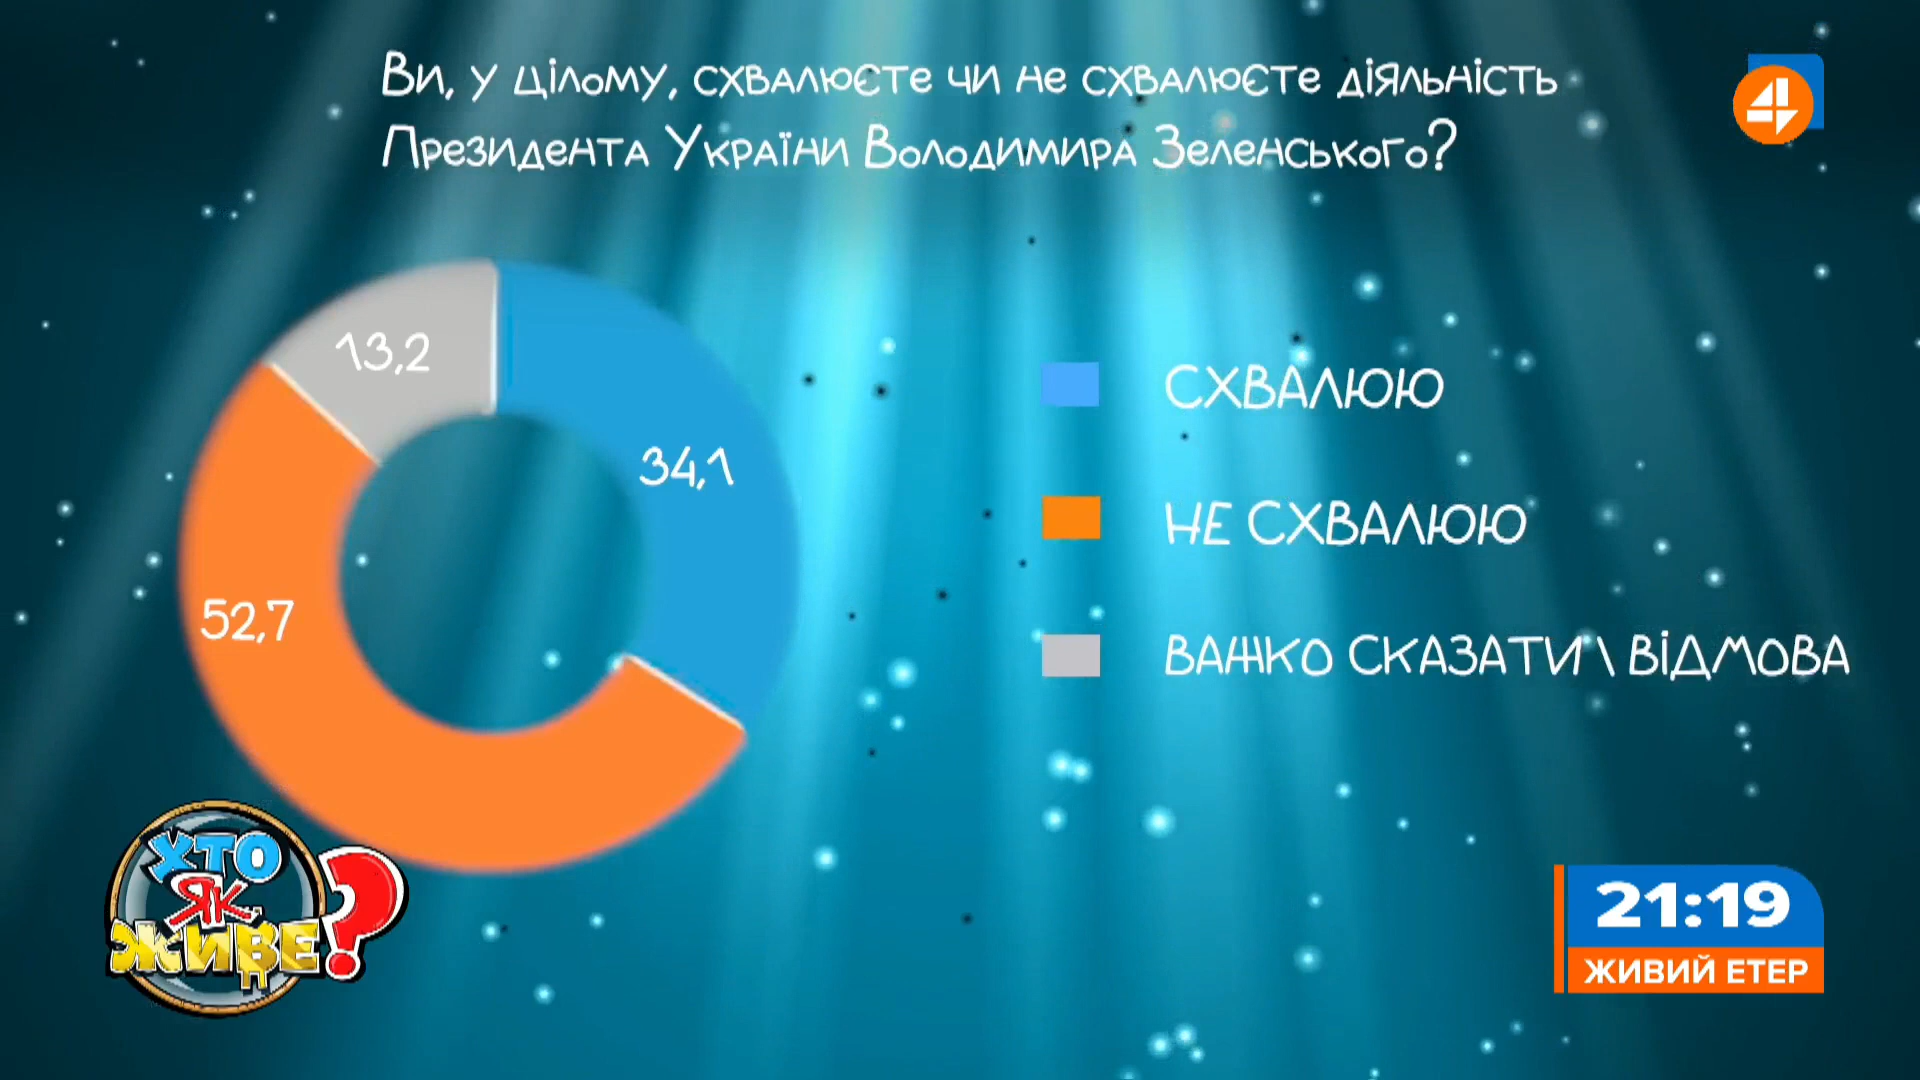 Ви, у цілому, схвалюєте чи не схвалюєте діяльність
Президента України Володимира Зеленського?
4
13,2
34,1
52,7
СХВАЛЮЮ
НЕ СХВАЛЮЮ
ВАЖКО СКАЗАТИ \ ВІДМОВА
ХТО
ЯК
ЖИВЕ?
21:19
ЖИВИЙ ЕТЕР